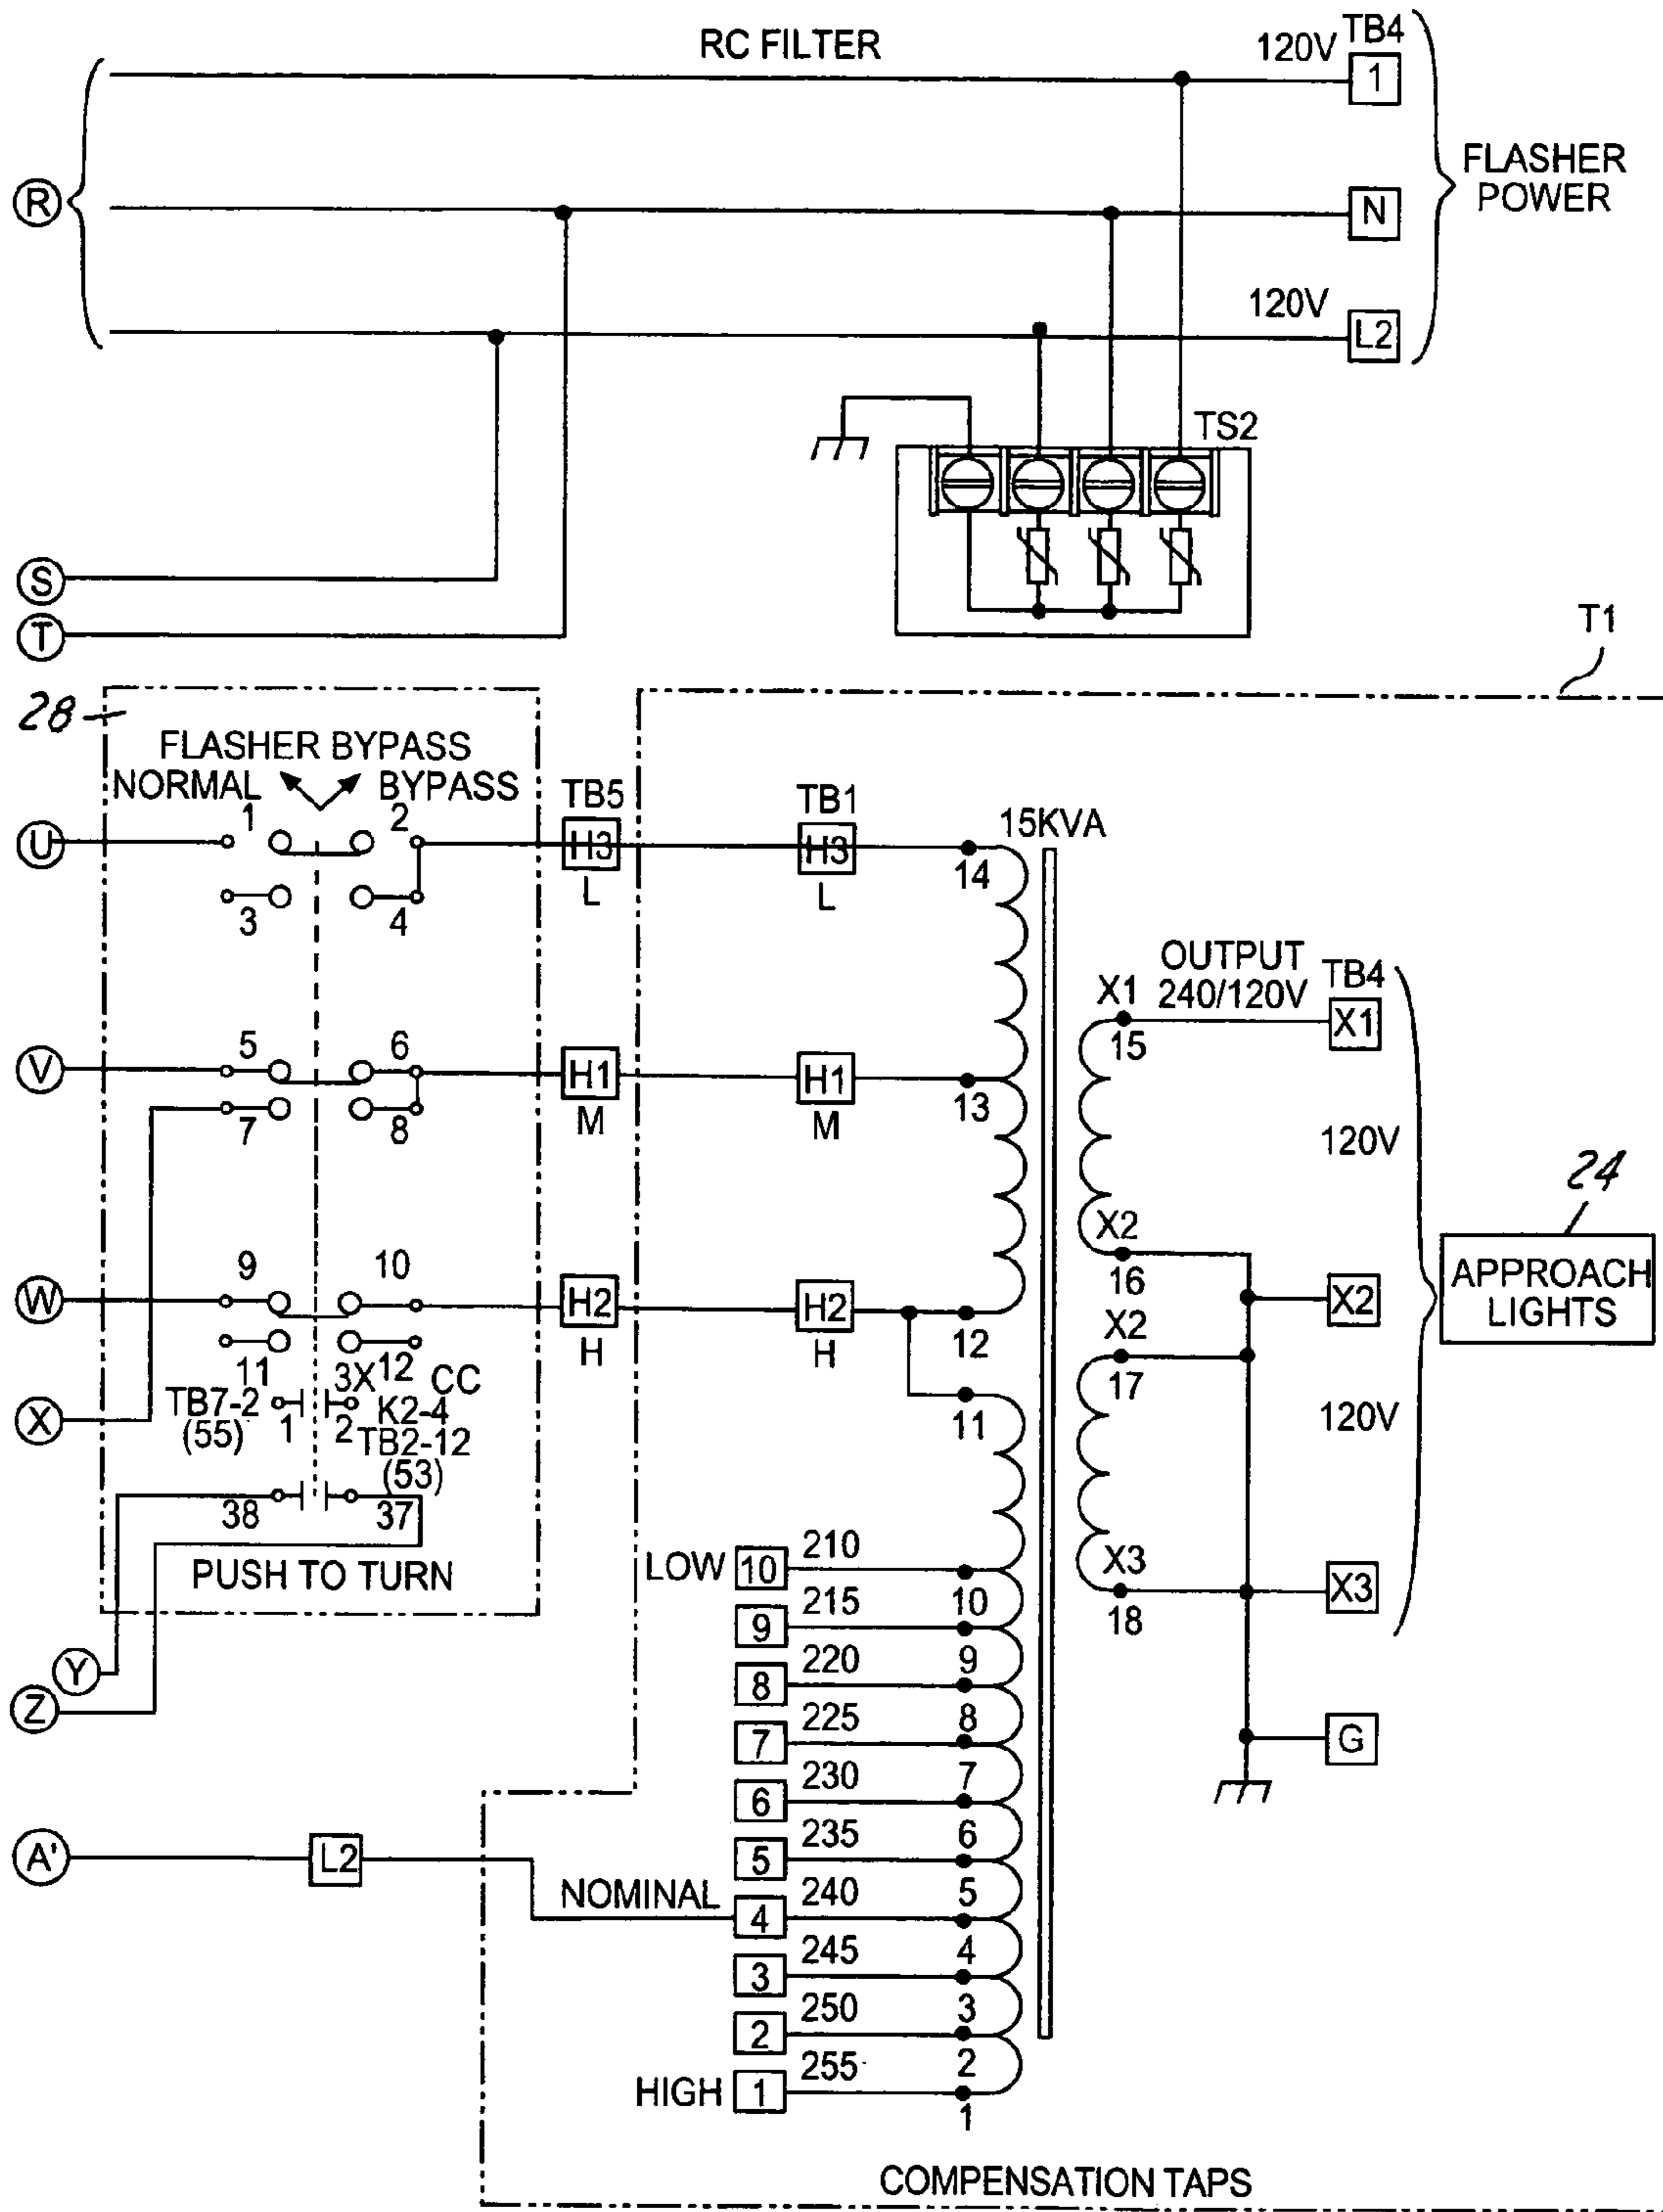 RC FILTER
120V
TB4
1
R
FLASHER
POWER
N
120V
L2
TS2
S
T
T1
28
FLASHER BYPASS
NORMAL
BYPASS
TB5
TB1
15KVA
U
1
2
H3
H3
14
L
L
3
4
OUTPUT
240/120V
TB4
X1
X1
15
V
5
6
H1
H1
13
M
M
7
8
120V
24
X2
16
APPROACH
LIGHTS
W
9
10
H2
H2
12
H
H
X2
X2
11
3X
12
CC
X
TB7-2
(55)
1
2
K2-4
TB2-12
(53)
11
17
120V
38
37
PUSH TO TURN
LOW
10
210
10
X3
X3
18
9
215
9
Y
8
220
8
Z
7
225
7
G
6
230
6
A'
L2
5
235
5
NOMINAL
4
240
4
3
245
3
2
250
2
HIGH
1
255
1
COMPENSATION TAPS